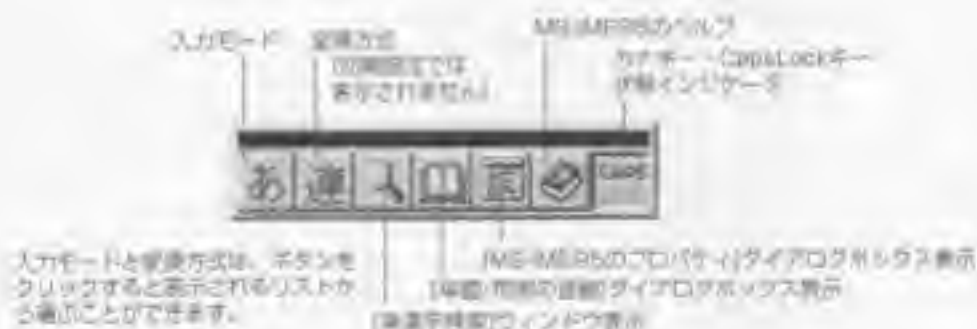 入力モード
変換方式
(初期設定では
表示されません)
MS-IME95のヘルプ
カナキー・CapsLockキー
状態インジケータ
あ 連 CAPS
入力モードと変換方式は、ボタンを
クリックすると表示されるリストか
ら選ぶことができます。
[MS-IME95のプロパティ]ダイアログボックス表示
[単語/用例の登録]ダイアログボックス表示
ウィンドウ表示